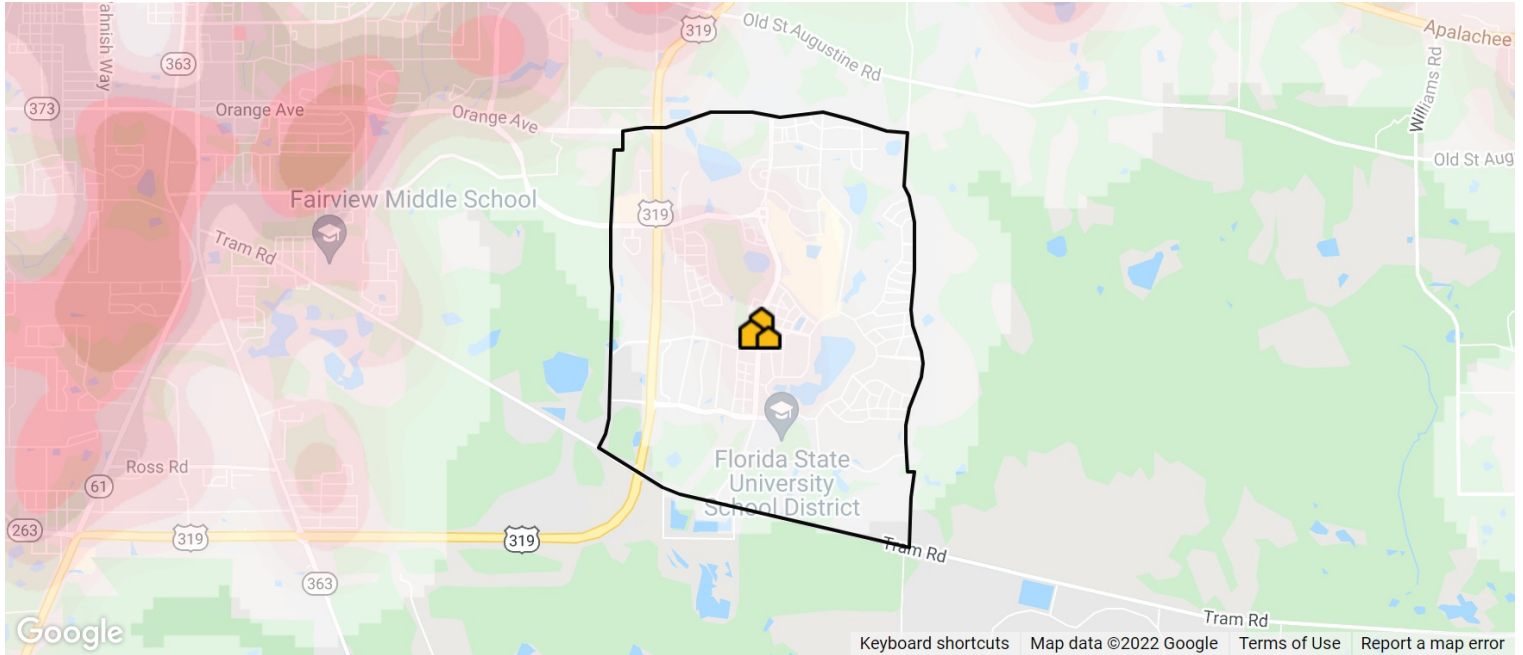 ahnish Way
319
Old St Augustine Rd
Apalachee
363
Williams Rd
373
Orange Ave
Orange Ave
Old St Aug
Fairview Middle School
319
Tram Rd
Florida State
University
School District
Ross Rd
61
263
319
319
Tram Rd
363
Tram Rd
Google
Keyboard shortcuts
Map data ©2022 Google
Terms of Use
Report a map error